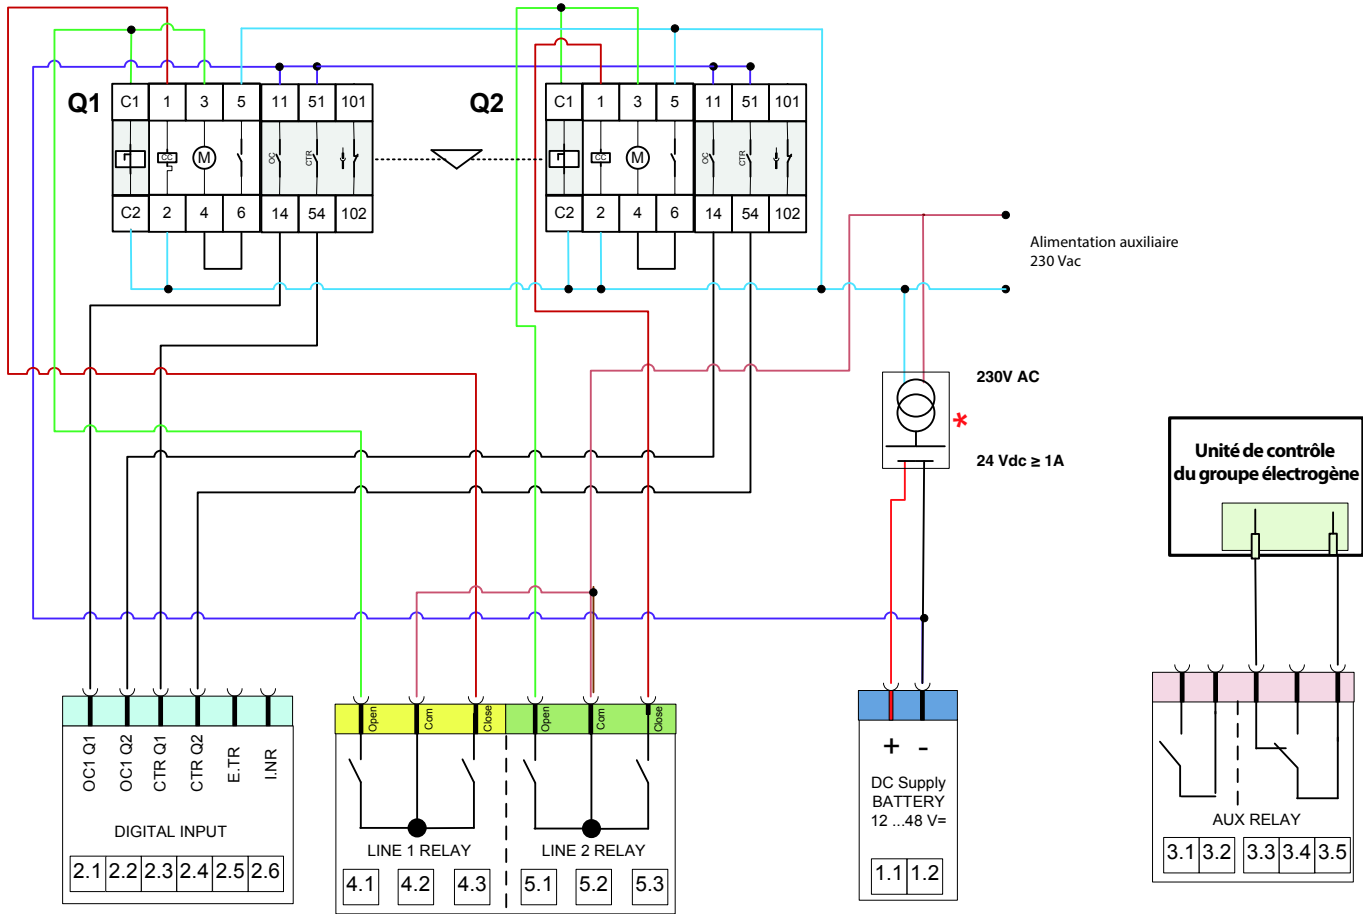 Q1
C1 1 3 5 11 51 101
CC M OC CTR
C2 2 4 6 14 54 102
Q2
C1 1 3 5 11 51 101
CC M OC CTR
C2 2 4 6 14 54 102
Alimentation auxiliaire
230 Vac
230V AC
*
24 Vdc ≥ 1A
Unité de contrôle
du groupe électrogène
OC1 Q1
OC1 Q2
CTR Q1
CTR Q2
E.TR
I.NR
DIGITAL INPUT
2.1 2.2 2.3 2.4 2.5 2.6
Open Com Close Open Com Close
LINE 1 RELAY LINE 2 RELAY
4.1 4.2 4.3 5.1 5.2 5.3
+ -
DC Supply
BATTERY
12 ...48 V=
1.1 1.2
AUX RELAY
3.1 3.2 3.3 3.4 3.5